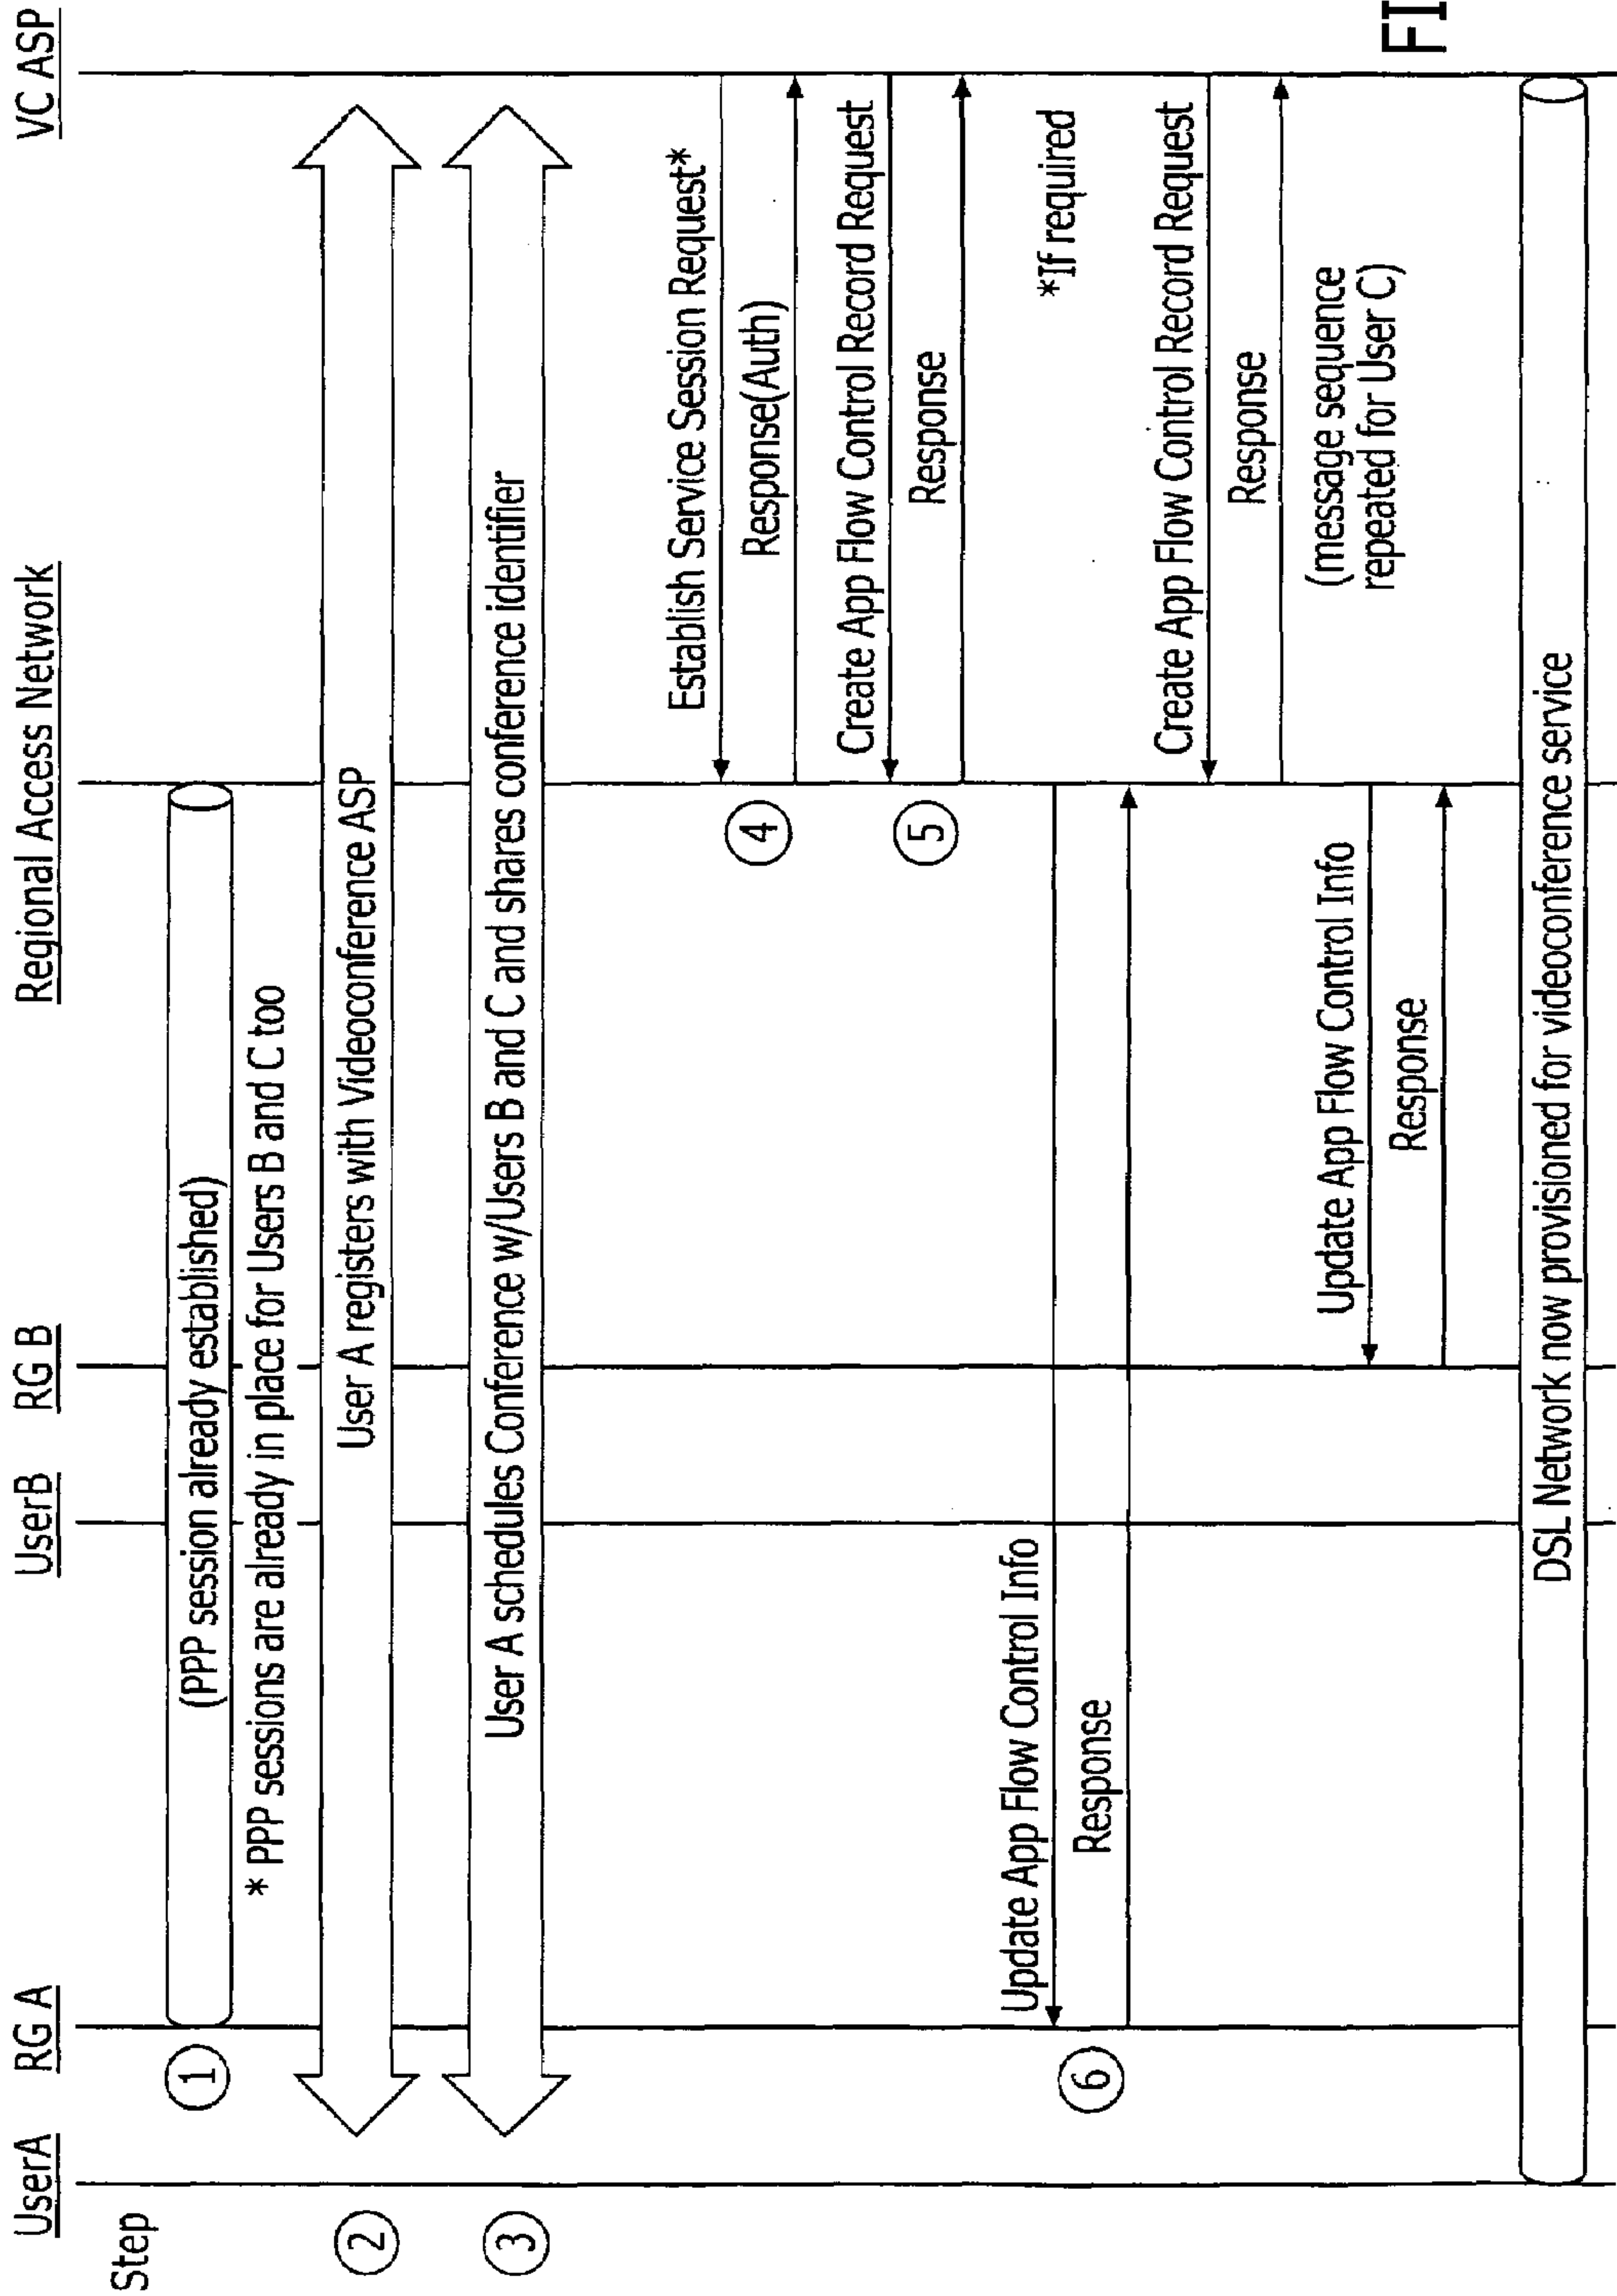 UserA
RG A
UserB
RG B
Regional Access Network
VC ASP
Step
1
(PPP session already established)
* PPP sessions are already in place for Users B and C too
2
User A registers with Videoconference ASP
3
User A schedules Conference w/Users B and C and shares conference identifier
Establish Service Session Request*
4
Response(Auth)
Create App Flow Control Record Request
5
Response
Update App Flow Control Info
*If required
6
Response
Create App Flow Control Record Request
Response
Update App Flow Control Info
(message sequence
repeated for User C)
Response
DSL Network now provisioned for videoconference service
FI